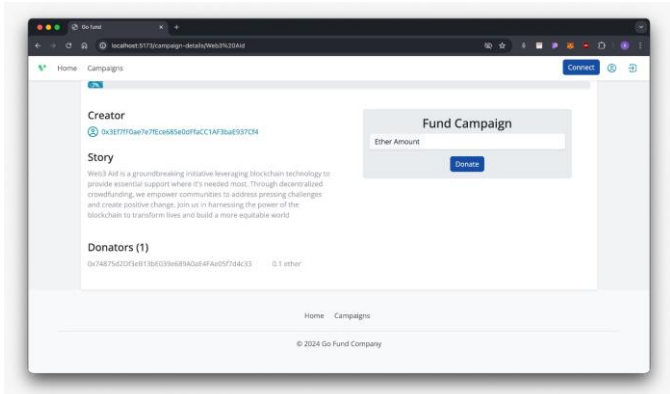 Go fund
localhost:5173/campaign-details/Web3%20Aid
Home Campaigns
Connect
Creator
Fund Campaign
Ether Amount
Donate
Story
Web3 Aid is a groundbreaking initiative leveraging blockchain technology to
provide essential support where it's needed most. Through decentralized
crowdfunding, we empower communities to address pressing challenges
and create positive change. Join us in harnessing the power of the
blockchain to transform lives and build a more equitable world
Donators (1)
0.1 ether
Home Campaigns
© 2024 Go Fund Company